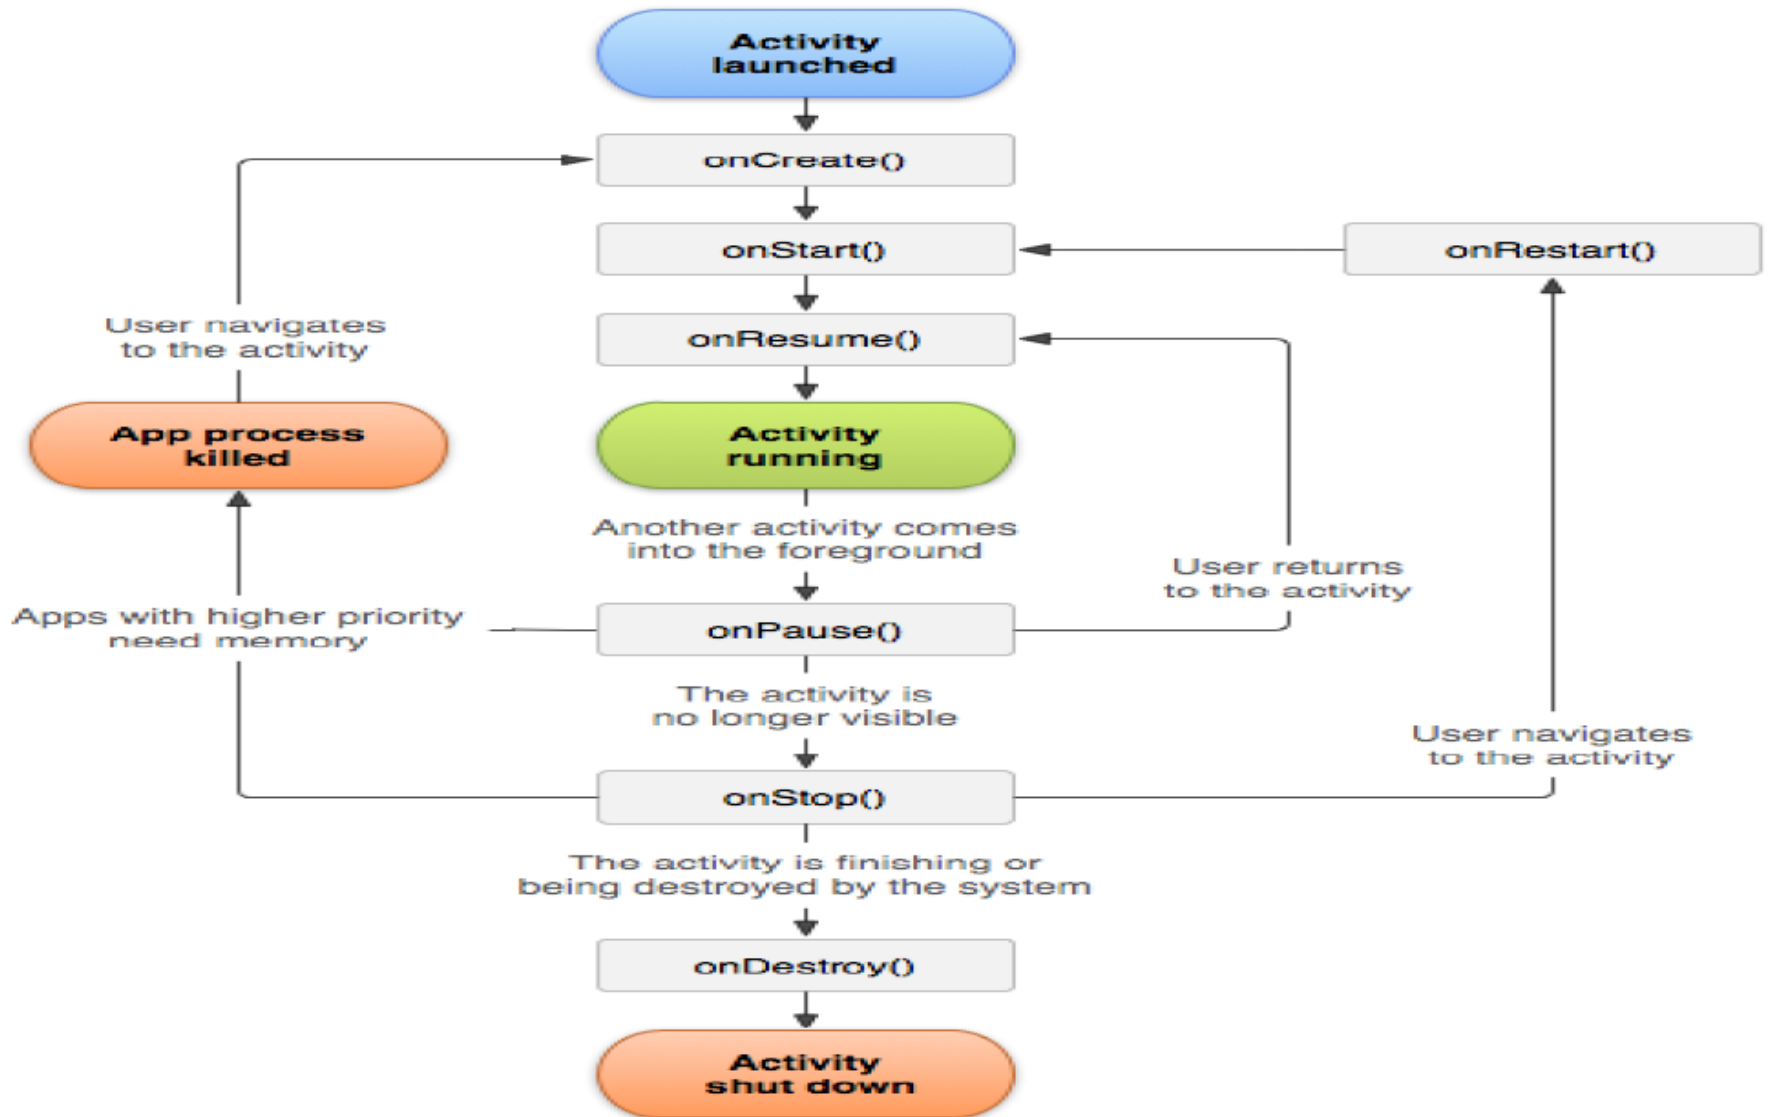 Activity
launched
onCreate()
onStart()
onRestart()
User navigates
to the activity
onResume()
App process
killed
Activity
running
Another activity comes
into the foreground
User returns
to the activity
Apps with higher priority
need memory
onPause()
The activity is
no longer visible
User navigates
to the activity
onStop()
The activity is finishing or
being destroyed by the system
onDestroy()
Activity
shut down